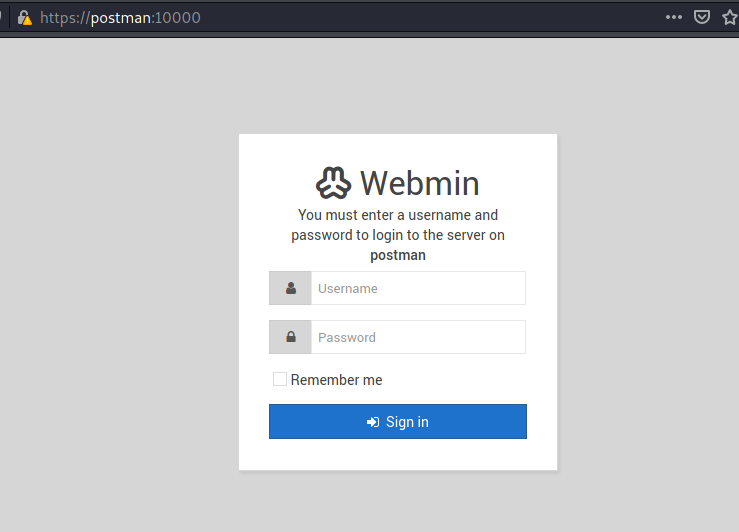 https://postman:10000
Webmin
You must enter a username and
password to login to the server on
postman
Username
Password
Remember me
Sign in